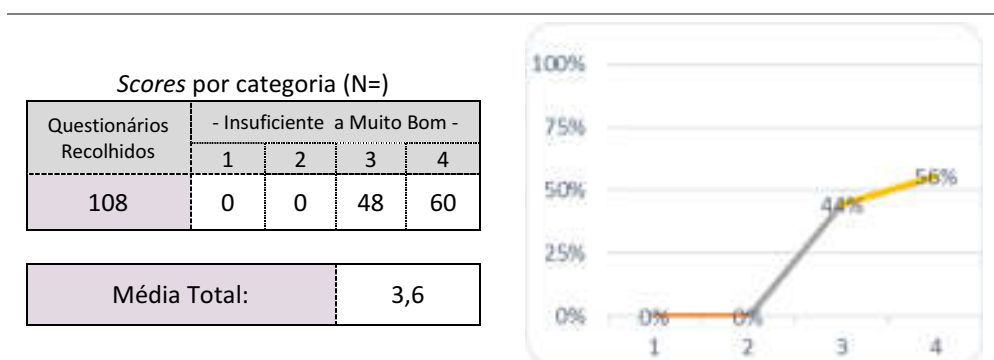 Scores por categoria (N=)
Questionários Recolhidos
- Insuficiente a Muito Bom -
1 2 3 4
108 0 0 48 60
Média Total: 3,6
100%
75%
50%
25%
0%
0% 0% 44% 56%
1 2 3 4